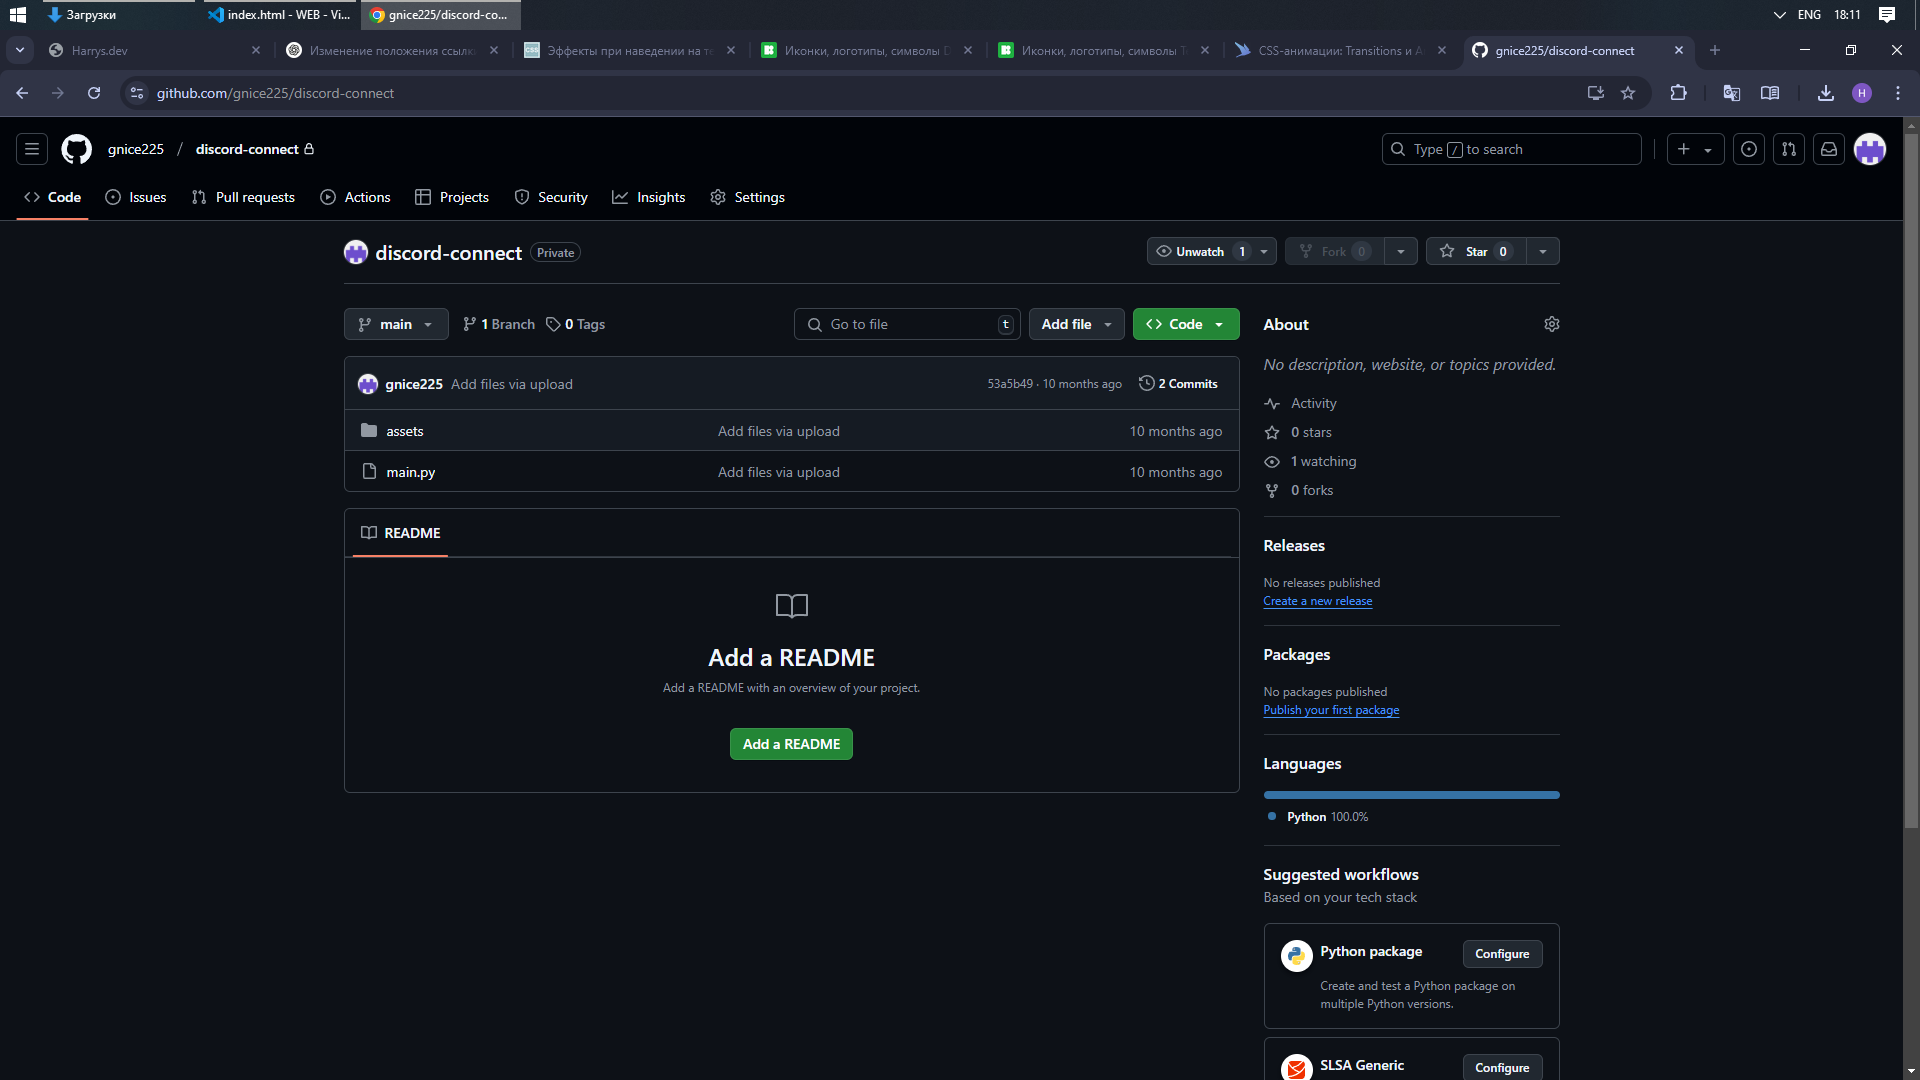 Загрузки
index.html - WEB - Vi...
gnice225/discord-co...
ENG
18:11
Harrys.dev
Изменение положения ссылк
Эффекты при наведении на те
Иконки, логотипы, символы D
Иконки, логотипы, символы T
CSS-анимации: Transitions и A
gnice225/discord-connect
github.com/gnice225/discord-connect
H
gnice225 / discord-connect
Type / to search
Code
Issues
Pull requests
Actions
Projects
Security
Insights
Settings
discord-connect Private
Unwatch 1
Fork 0
Star 0
main
1 Branch
0 Tags
Go to file t
Add file
Code
gnice225 Add files via upload
53a5b49 · 10 months ago
2 Commits
assets
Add files via upload
10 months ago
main.py
Add files via upload
10 months ago
README
Add a README
Add a README with an overview of your project.
Add a README
About
No description, website, or topics provided.
Activity
0 stars
1 watching
0 forks
Releases
No releases published
Create a new release
Packages
No packages published
Publish your first package
Languages
Python 100.0%
Suggested workflows
Based on your tech stack
Python package
Configure
Create and test a Python package on
multiple Python versions.
SLSA Generic
Configure